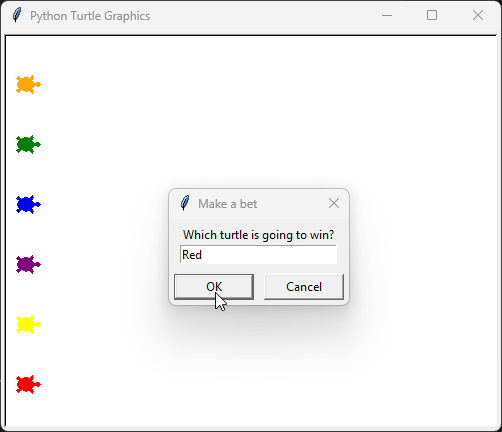 Python Turtle Graphics
Make a bet
Which turtle is going to win?
Red
OK
Cancel